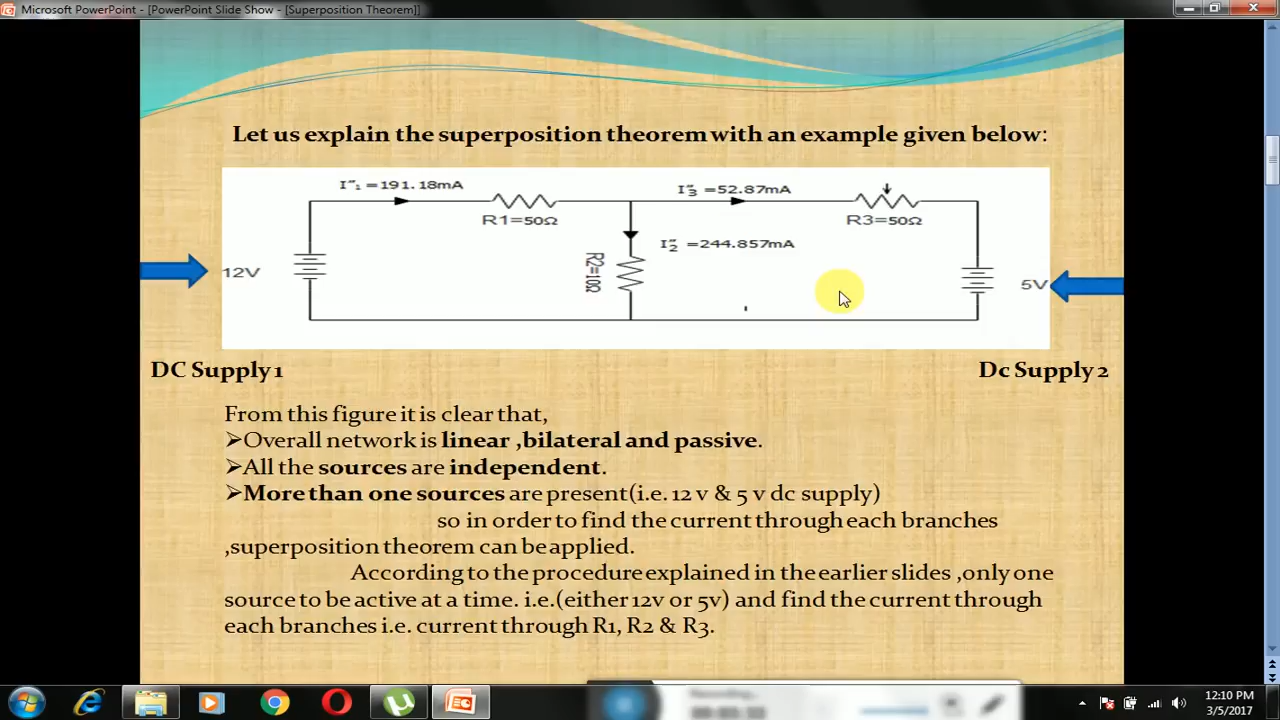 Microsoft PowerPoint - [PowerPoint Slide Show - [Superposition Theorem]]
Let us explain the superposition theorem with an example given below:
I″₁ =191.18mA
I″₃ =52.87mA
R1=50Ω
R3=50Ω
I″₂ =244.857mA
R2=10Ω
12V
5V
DC Supply 1
Dc Supply 2
From this figure it is clear that,
➢Overall network is linear ,bilateral and passive.
➢All the sources are independent.
➢More than one sources are present(i.e. 12 v & 5 v dc supply)
so in order to find the current through each branches
,superposition theorem can be applied.
According to the procedure explained in the earlier slides ,only one
source to be active at a time. i.e.(either 12v or 5v) and find the current through
each branches i.e. current through R1, R2 & R3.
Recording...
12:10 PM
3/5/2017